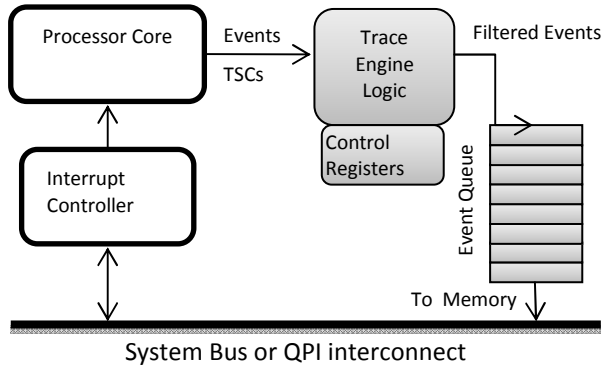 Processor Core
Events
TSCs
Trace
Engine
Logic
Filtered Events
Control
Registers
Interrupt
Controller
Event Queue
To Memory
System Bus or QPI interconnect